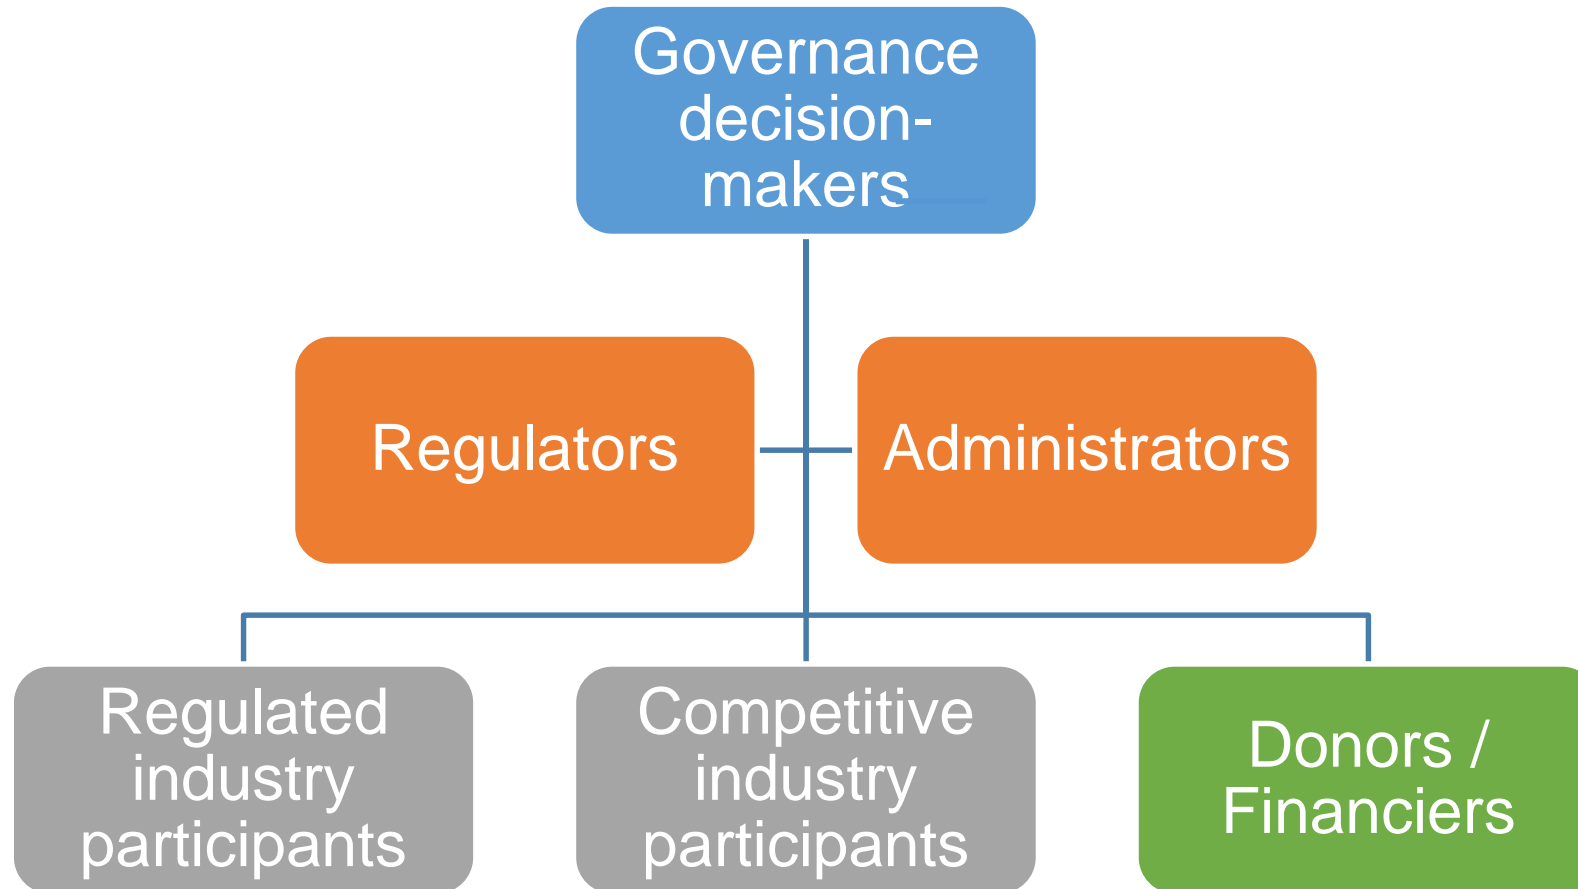 Governance
decision-
makers
Regulators
Administrators
Regulated
industry
participants
Competitive
industry
participants
Donors /
Financiers